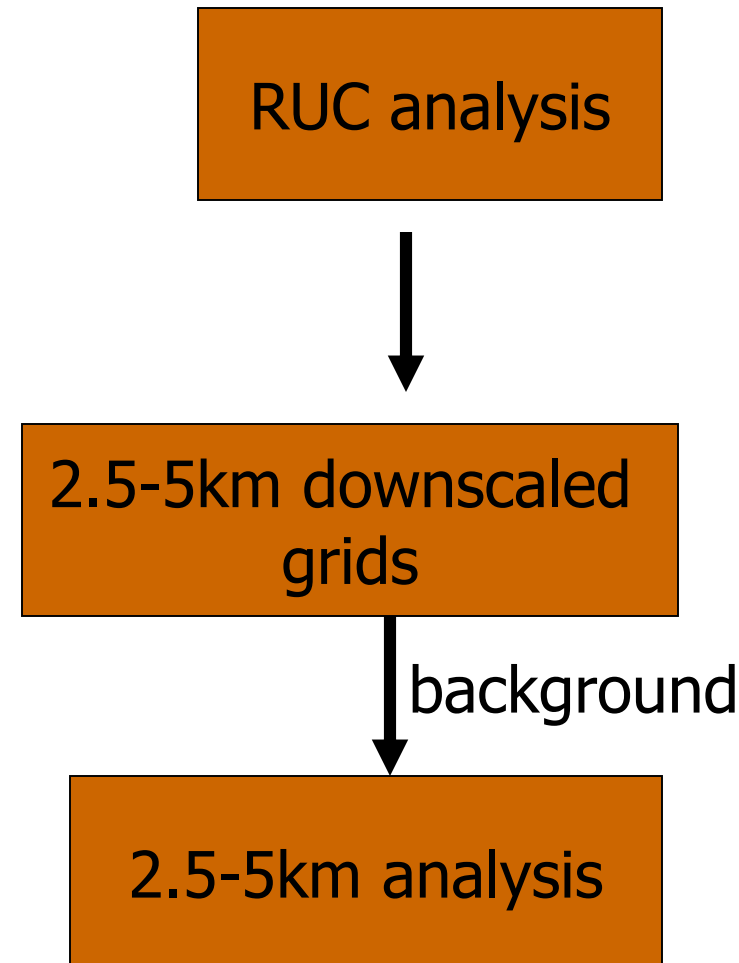 RUC analysis
2.5-5km downscaled
grids
background
2.5-5km analysis